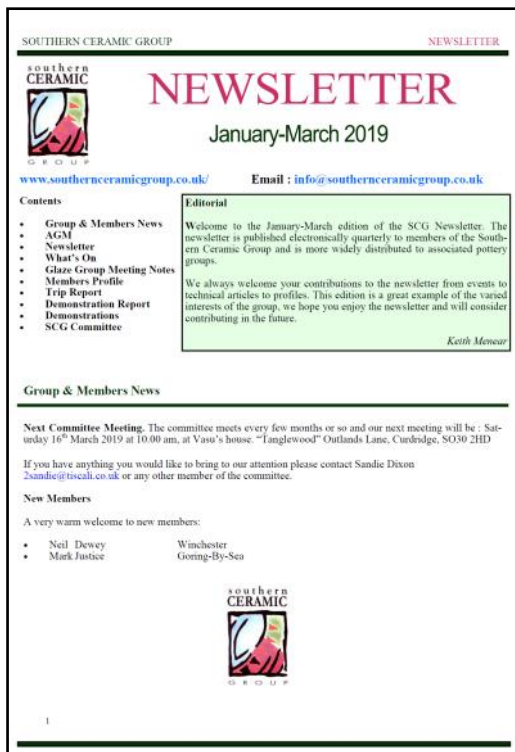 SOUTHERN CERAMIC GROUP NEWSLETTER
southern
CERAMIC
GROUP
NEWSLETTER
January-March 2019
www.southernceramicgroup.co.uk/ Email : info@southernceramicgroup.co.uk
Contents
• Group & Members News
• AGM
• Newsletter
• What's On
• Glaze Group Meeting Notes
• Members Profile
• Trip Report
• Demonstration Report
• Demonstrations
• SCG Committee
Editorial
Welcome to the January-March edition of the SCG Newsletter. The
newsletter is published electronically quarterly to members of the South-
ern Ceramic Group and is more widely distributed to associated pottery
groups.
We always welcome your contributions to the newsletter from events to
technical articles to profiles. This edition is a great example of the varied
interests of the group, we hope you enjoy the newsletter and will consider
contributing in the future.
Keith Menear
Group & Members News
Next Committee Meeting. The committee meets every few months or so and our next meeting will be : Sat-
urday 16th March 2019 at 10.00 am, at Vasu's house. "Tanglewood" Outlands Lane, Curdridge, SO30 2HD
If you have anything you would like to bring to our attention please contact Sandie Dixon
2sandie@tiscali.co.uk or any other member of the committee.
New Members
A very warm welcome to new members:
• Neil Dewey Winchester
• Mark Justice Goring-By-Sea
southern
CERAMIC
GROUP
1